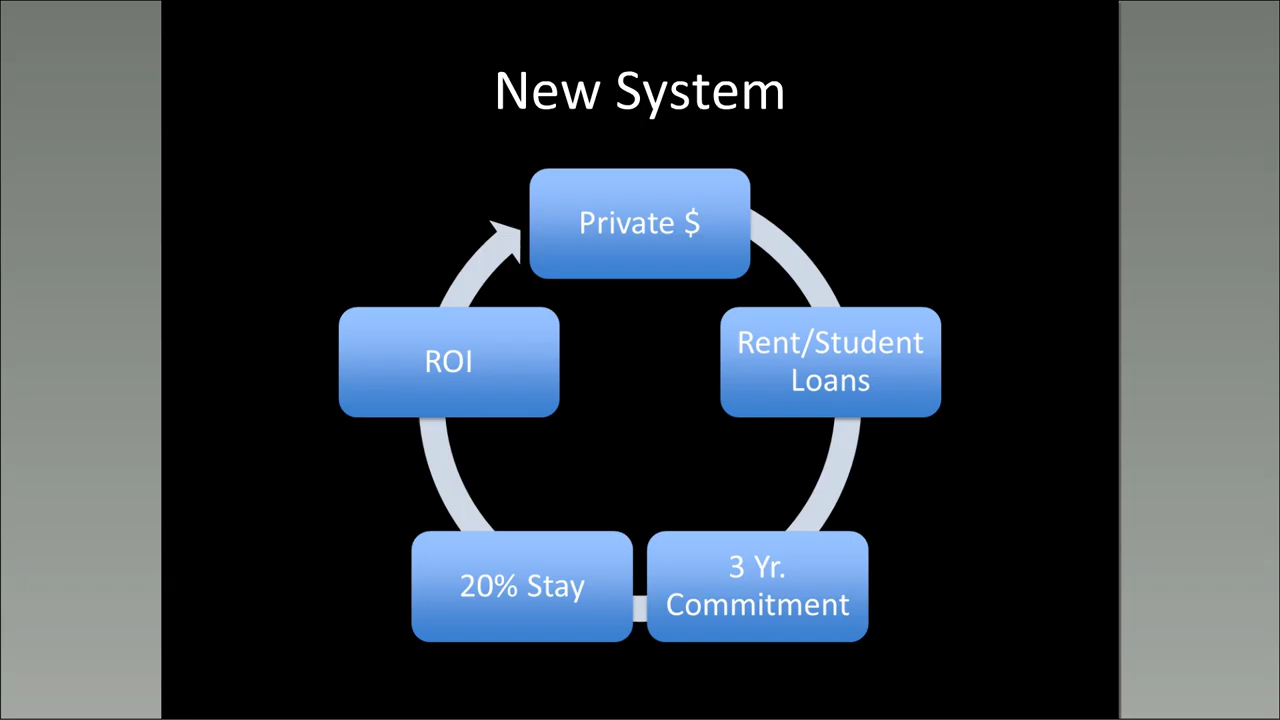 New System
Private $
Rent/Student
Loans
3 Yr.
Commitment
20% Stay
ROI